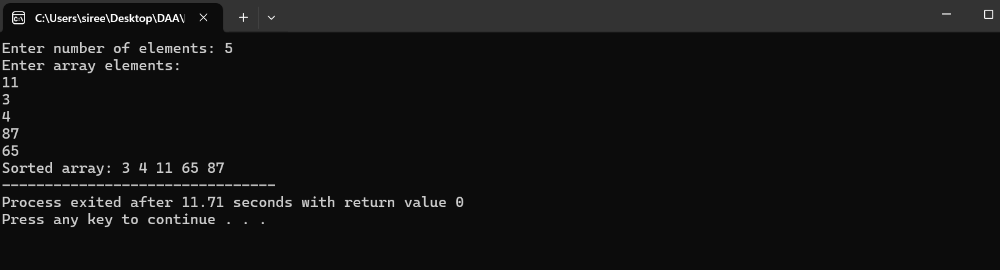 C:\Users\siree\Desktop\DAA\
Enter number of elements: 5
Enter array elements:
11
3
4
87
65
Sorted array: 3 4 11 65 87
--------------------------------
Process exited after 11.71 seconds with return value 0
Press any key to continue . . .